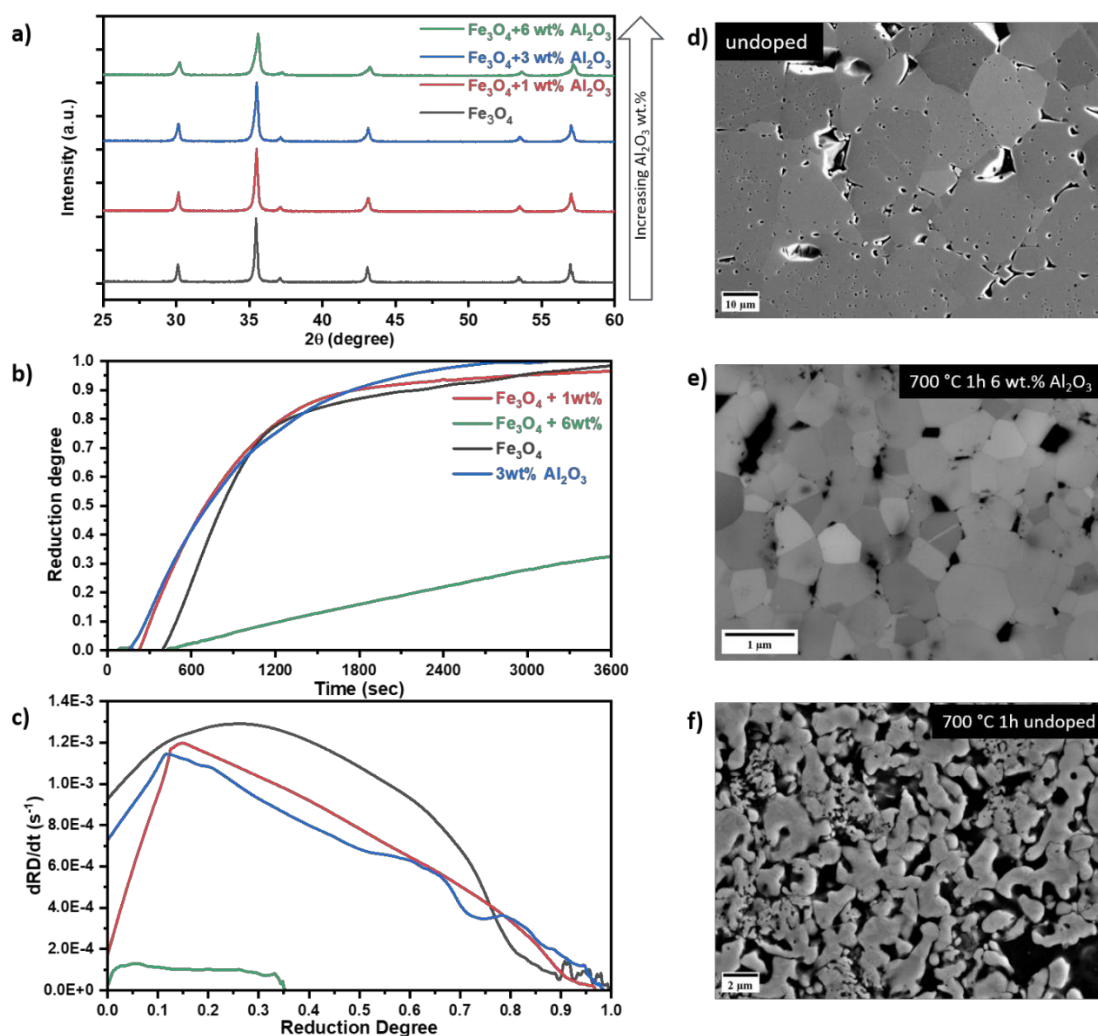 a)
Fe₃O₄+6 wt% Al₂O₃
Fe₃O₄+3 wt% Al₂O₃
Fe₃O₄+1 wt% Al₂O₃
Fe₃O₄
Intensity (a.u.)
25 30 35 40 45 50 55 60
2θ (degree)
Increasing Al₂O₃ wt.%
b)
Fe₃O₄ + 1wt%
Fe₃O₄ + 6wt%
Fe₃O₄
3wt% Al₂O₃
Reduction degree
1.0
0.9
0.8
0.7
0.6
0.5
0.4
0.3
0.2
0.1
0.0
0 600 1200 1800 2400 3000 3600
Time (sec)
c)
dRD/dt (s⁻¹)
1.4E-3
1.2E-3
1.0E-3
8.0E-4
6.0E-4
4.0E-4
2.0E-4
0.0E+0
0.0 0.1 0.2 0.3 0.4 0.5 0.6 0.7 0.8 0.9 1.0
Reduction Degree
d)
undoped
10 µm
e)
700 °C 1h 6 wt.% Al₂O₃
1 µm
f)
700 °C 1h undoped
2 µm